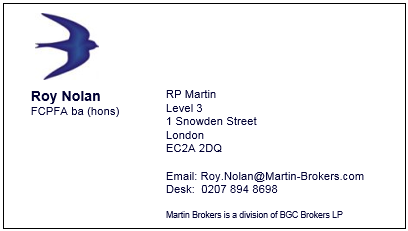 Roy Nolan
FCPFA ba (hons)
RP Martin
Level 3
1 Snowden Street
London
EC2A 2DQ
Email: Roy.Nolan@Martin-Brokers.com
Desk: 0207 894 8698
Martin Brokers is a division of BGC Brokers LP